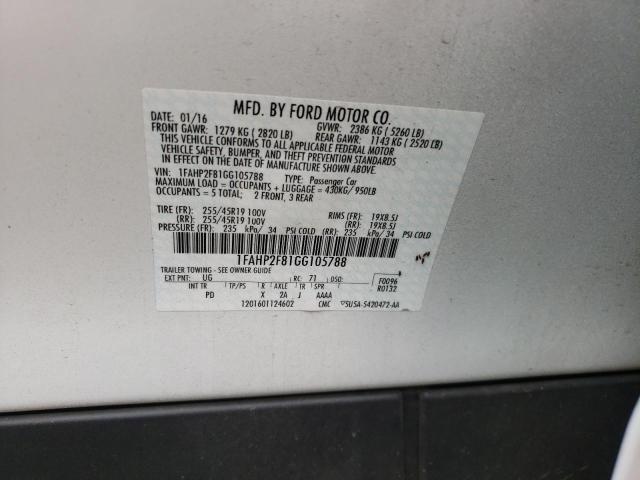 MFD. BY FORD MOTOR CO.
DATE: 01/16 GVWR: 2386 KG ( 5260 LB)
FRONT GAWR: 1279 KG ( 2820 LB) REAR GAWR: 1143 KG ( 2520 LB)
THIS VEHICLE CONFORMS TO ALL APPLICABLE FEDERAL MOTOR
VEHICLE SAFETY, BUMPER, AND THEFT PREVENTION STANDARDS
IN EFFECT ON THE DATE OF MANUFACTURE SHOWN ABOVE.
VIN: 1FAHP2F81GG105788 TYPE: Passenger Car
MAXIMUM LOAD = OCCUPANTS + LUGGAGE = 430KG/ 950LB
OCCUPANTS = 5 TOTAL; 2 FRONT, 3 REAR
TIRE (FR): 255/45R19 100V RIMS (FR): 19X8.5J
(RR): 255/45R19 100V (RR): 19X8.5J
PRESSURE (FR): 235 kPa/ 34 PSI COLD (RR): 235 kPa/ 34 PSI COLD
1FAHP2F81GG105788
TRAILER TOWING - SEE OWNER GUIDE
EXT PNT: UG RC: 71 DSO: F0096
R0132
INT TR TP/PS R AXLE TR SPR
PD X 2A J AAAA
1201601124602 CMC 5USA-5420472-AA